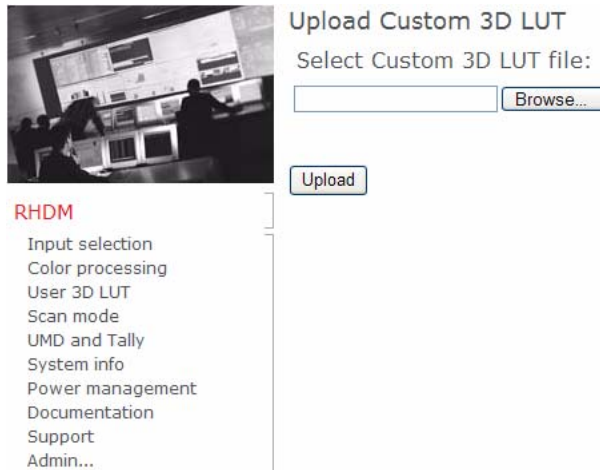 Upload Custom 3D LUT
Select Custom 3D LUT file:
Browse...
Upload
RHDM
Input selection
Color processing
User 3D LUT
Scan mode
UMD and Tally
System info
Power management
Documentation
Support
Admin...